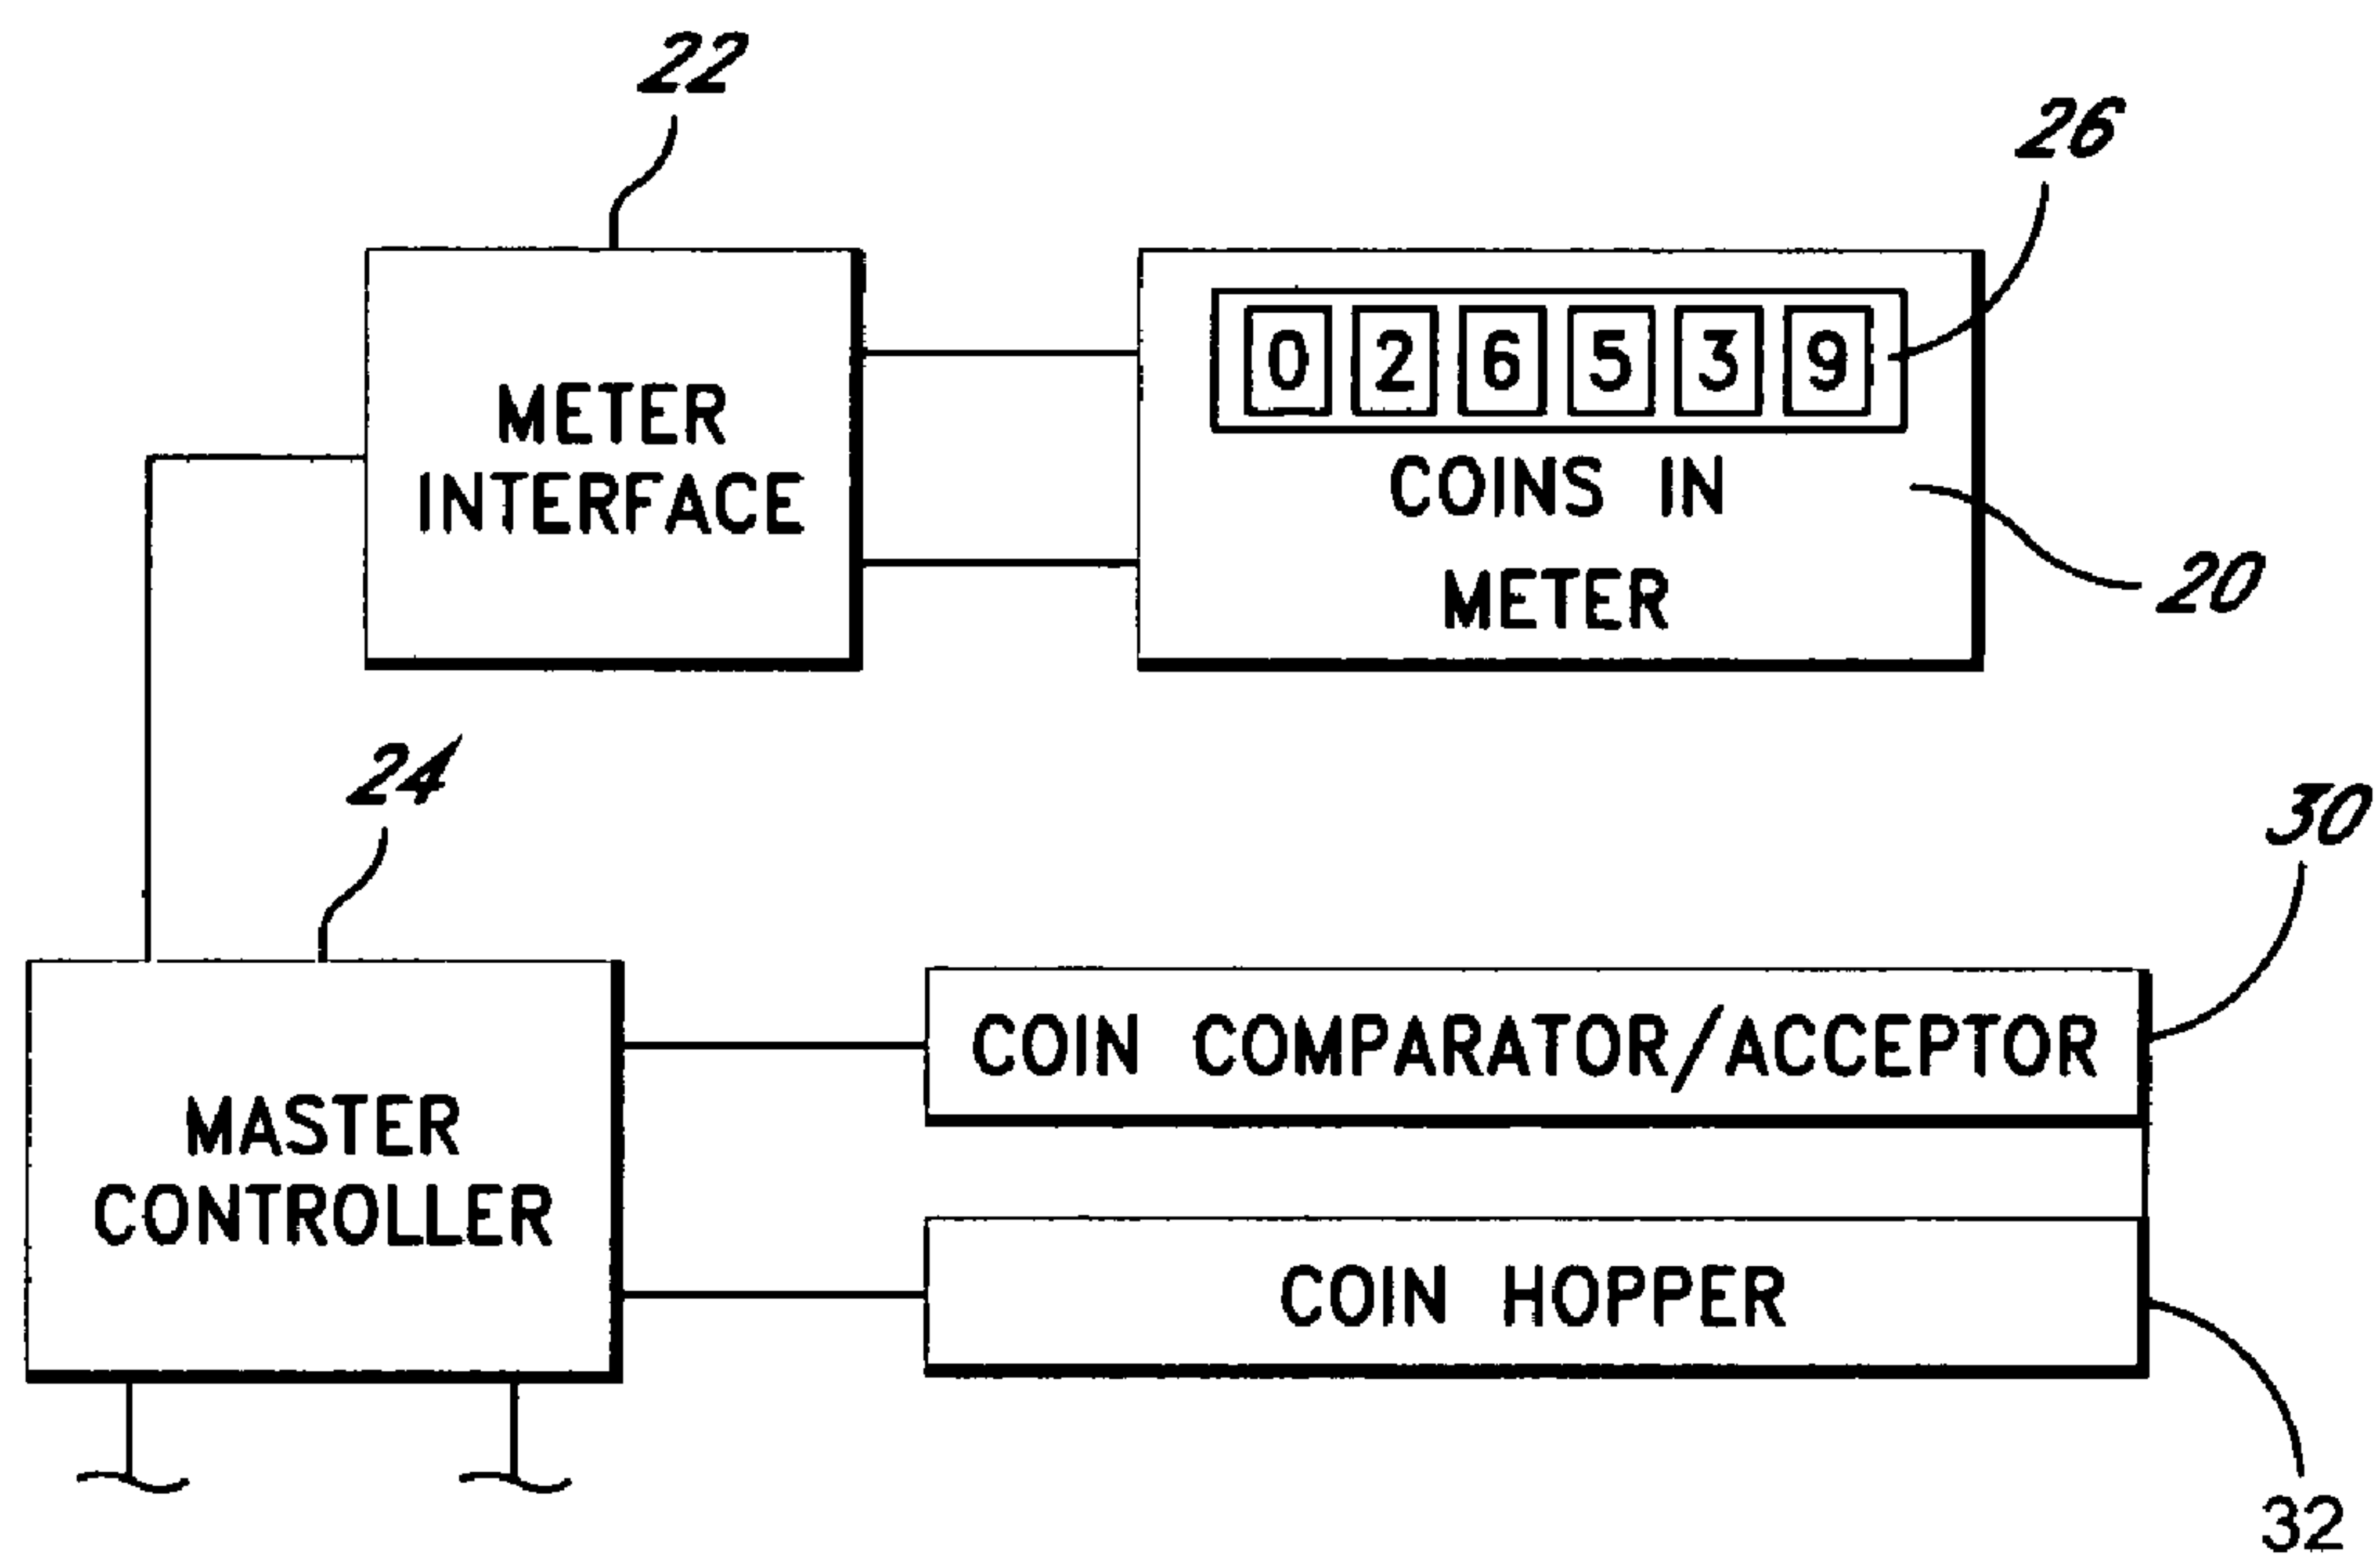 22
26
0 2 6 5 3 9
METER
INTERFACE
COINS IN
METER
20
24
30
COIN COMPARATOR/ACCEPTOR
MASTER
CONTROLLER
COIN HOPPER
32